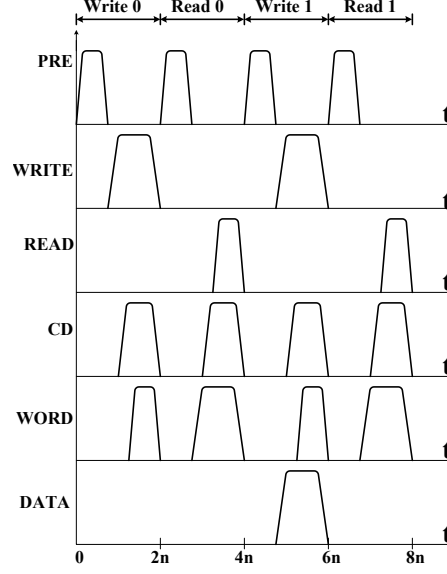 Write 0 Read 0 Write 1 Read 1
PRE t
WRITE t
READ t
CD t
WORD t
DATA t
0 2n 4n 6n 8n